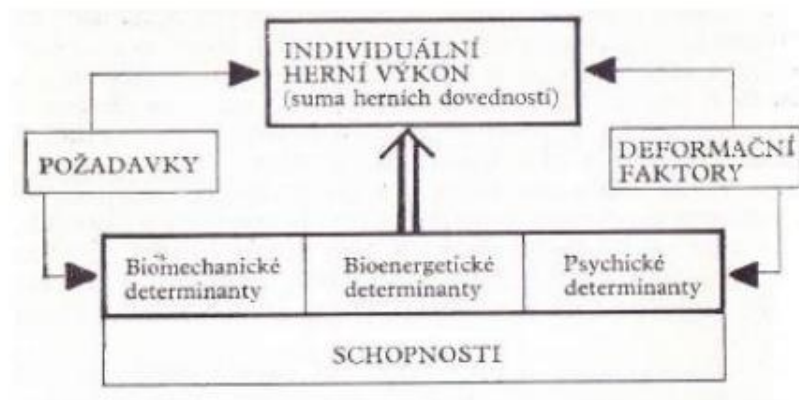 INDIVIDUÁLNÍ
HERNÍ VÝKON
(suma herních dovedností)
POŽADAVKY
DEFORMAČNÍ
FAKTORY
Biomechanické
determinanty
Bioenergetické
determinanty
Psychické
determinanty
SCHOPNOSTI